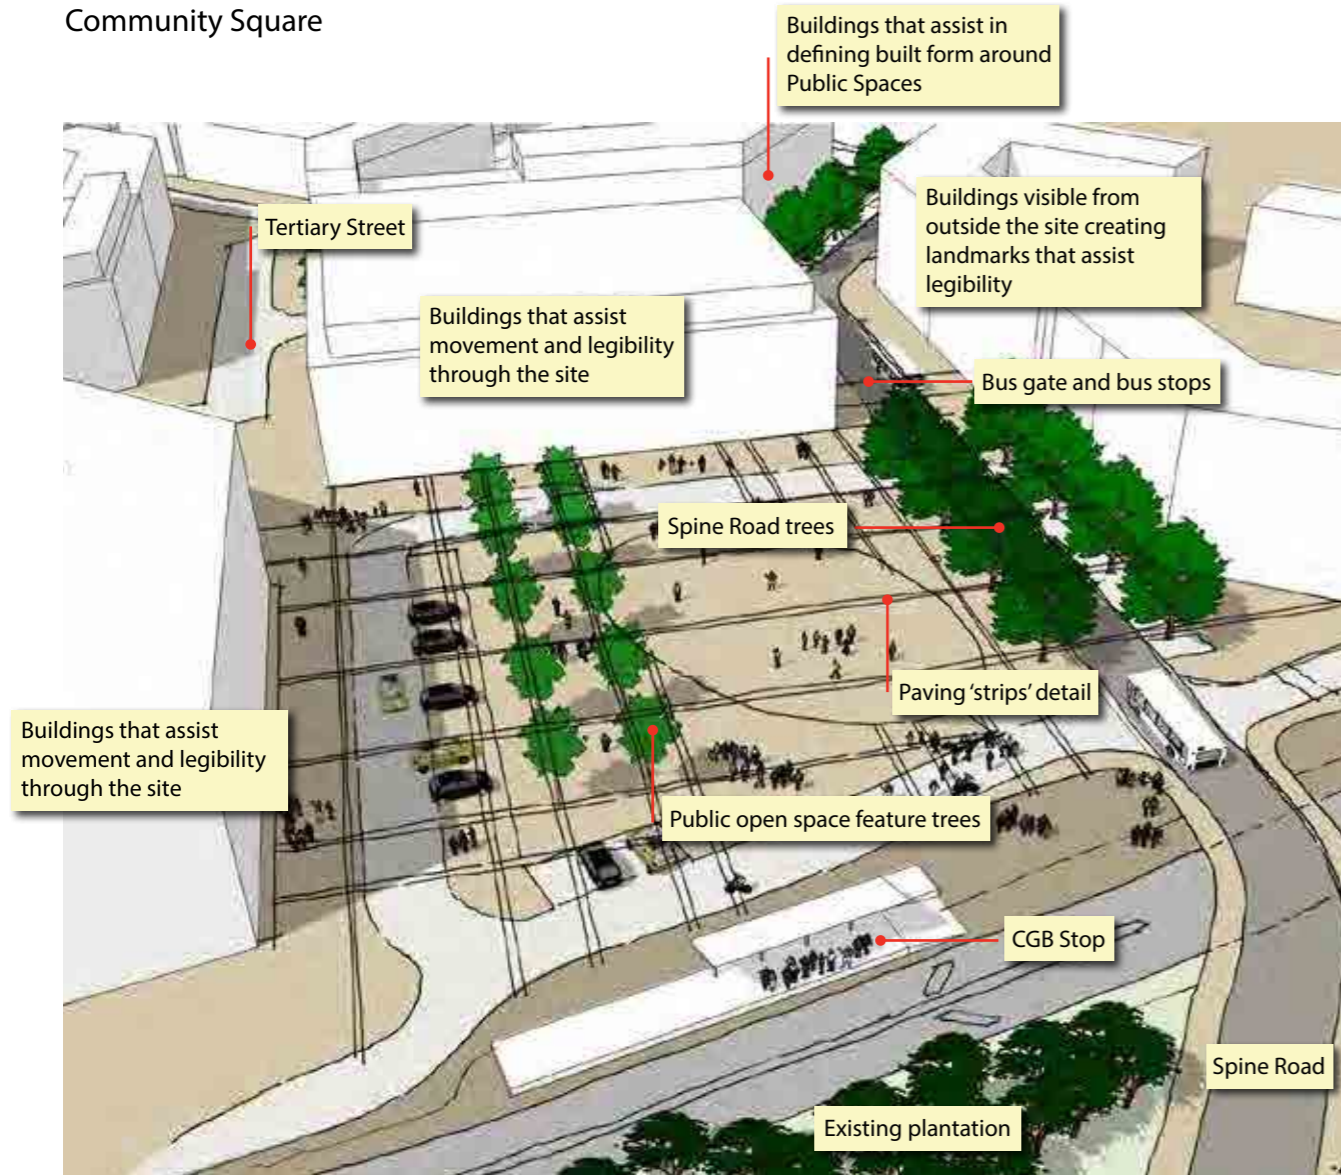 Community Square
Buildings that assist in
defining built form around
Public Spaces
Tertiary Street
Buildings visible from
outside the site creating
landmarks that assist
legibility
Buildings that assist
movement and legibility
through the site
Bus gate and bus stops
Spine Road trees
Paving ‘strips’ detail
Buildings that assist
movement and legibility
through the site
Public open space feature trees
CGB Stop
Spine Road
Existing plantation